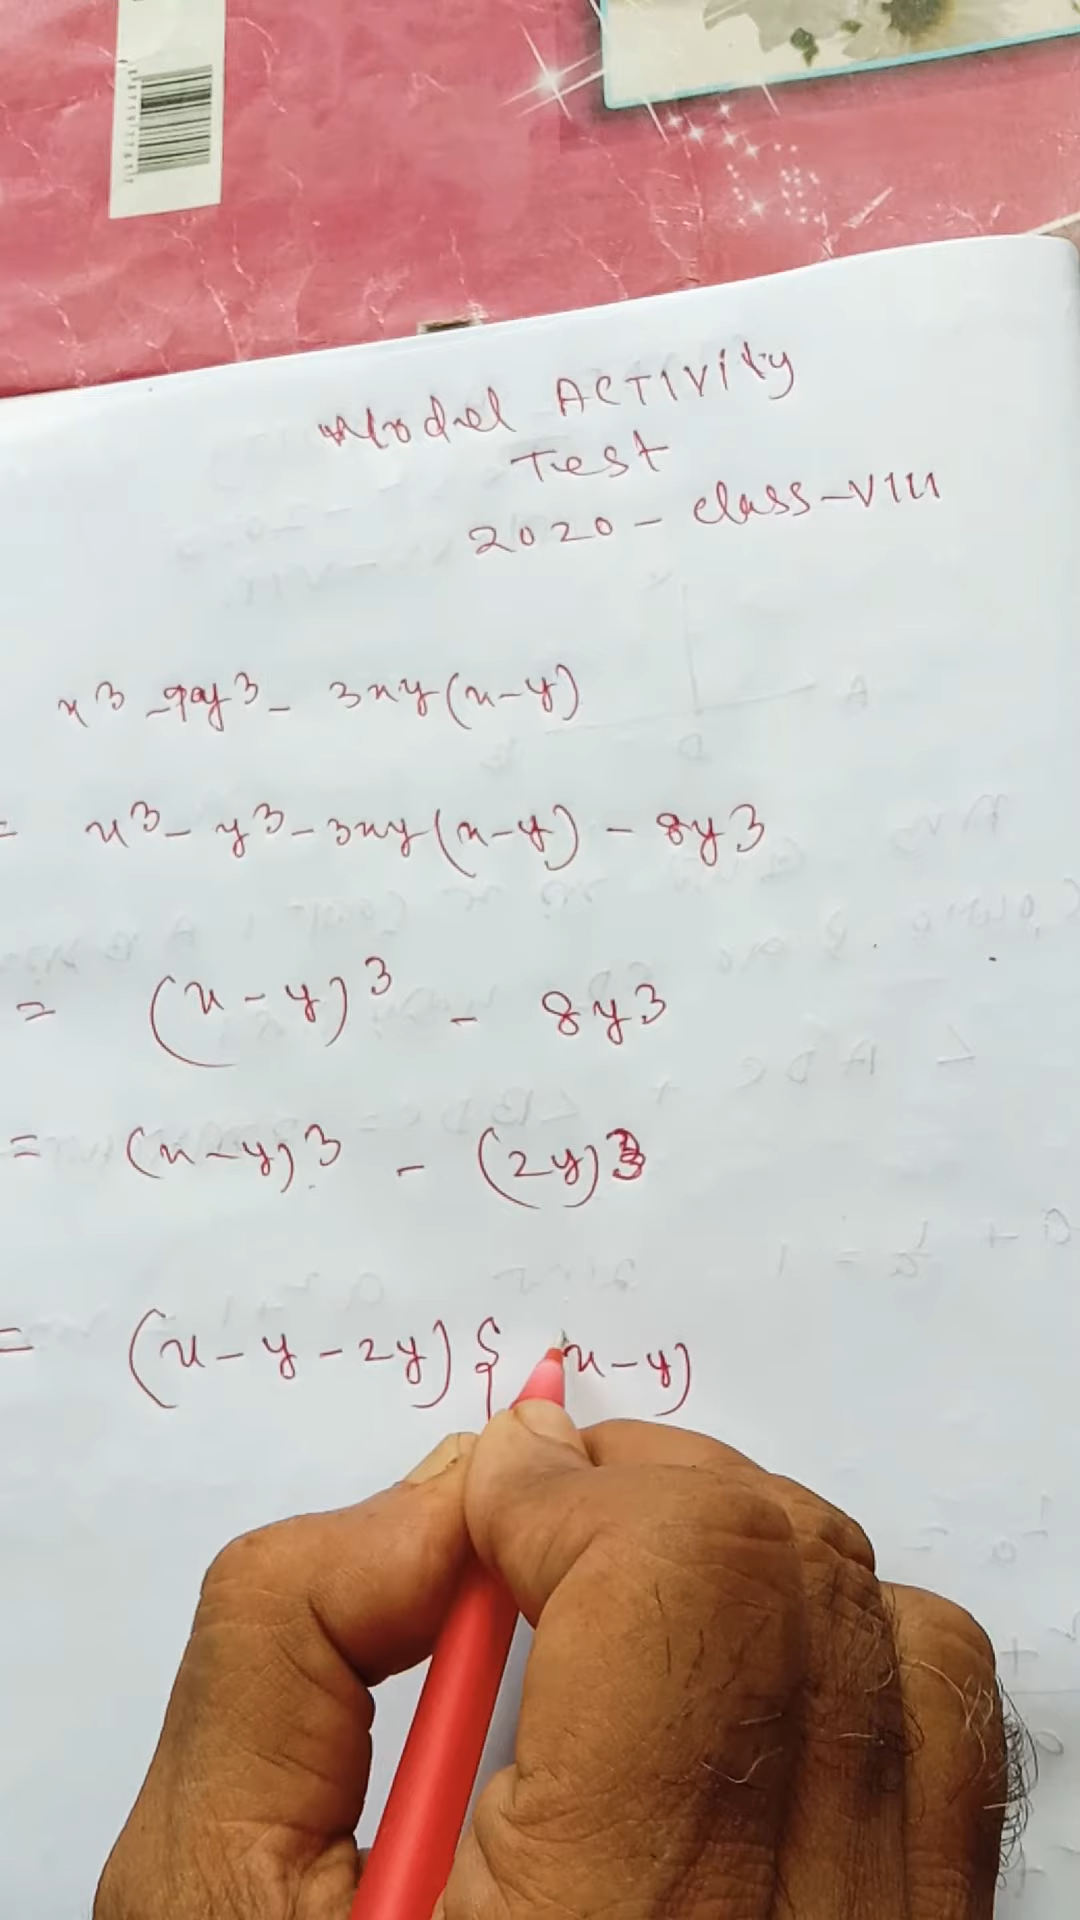 Model ACTIVITY
Test
2020 - class-VIII
x³ - 9y³ - 3xy(x-y)
= x³ - y³ - 3xy(x-y) - 8y3
= (x-y)³ - 8y3
= (x-y)3 - (2y)3
= (x-y-2y){(x-y)